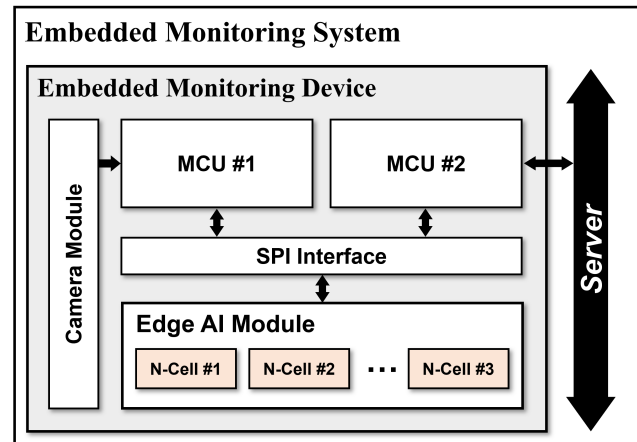 Embedded Monitoring System
Embedded Monitoring Device
Camera Module
MCU #1
MCU #2
SPI Interface
Edge AI Module
N-Cell #1
N-Cell #2
...
N-Cell #3
Server